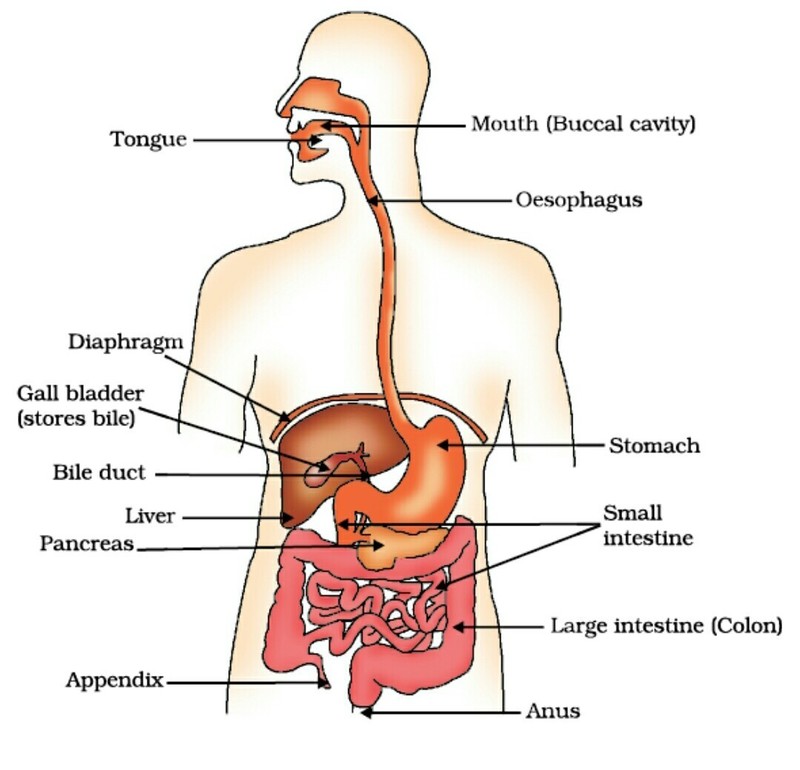 Mouth (Buccal cavity)
Tongue
Oesophagus
Diaphragm
Gall bladder
(stores bile)
Stomach
Bile duct
Liver
Small
intestine
Pancreas
Large intestine (Colon)
Appendix
Anus